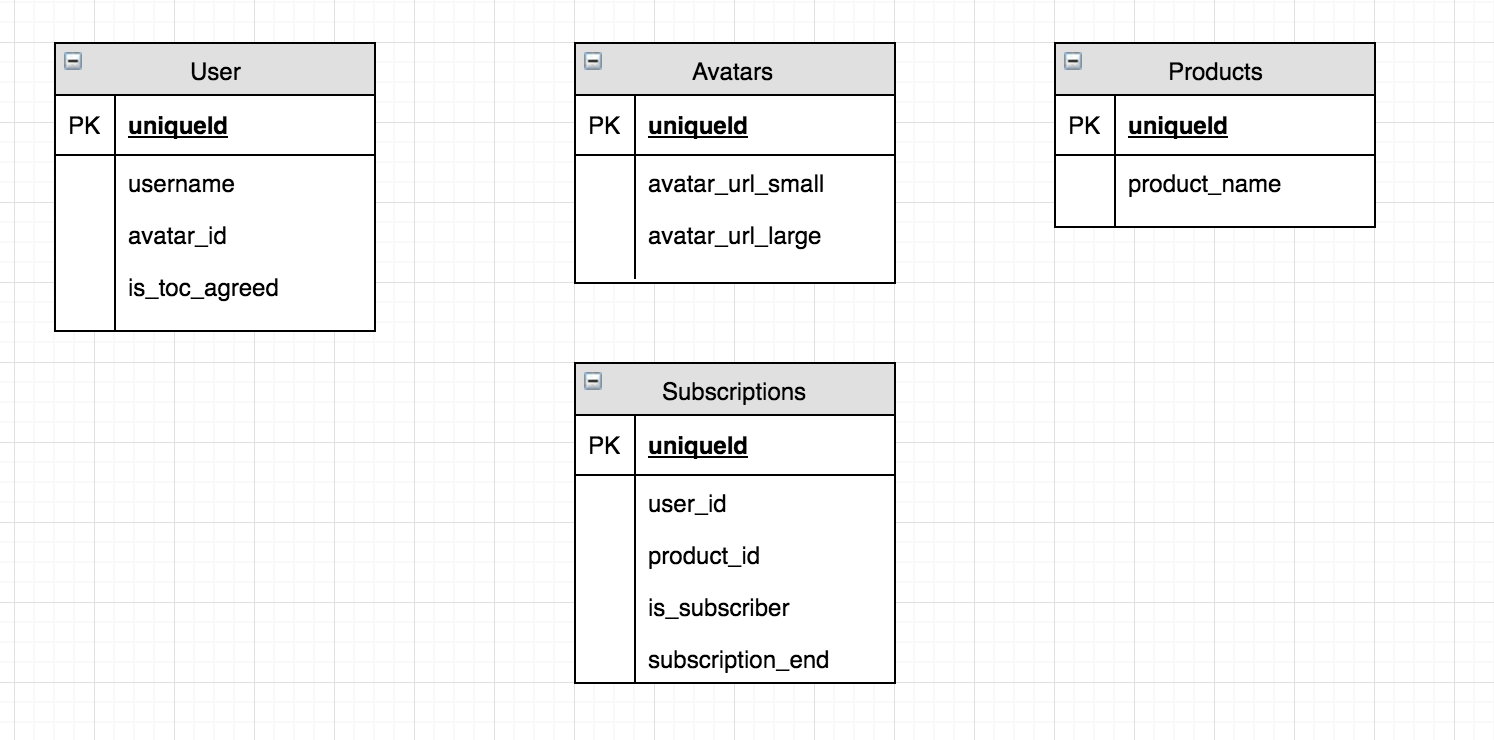 User
PK uniqueId
username
avatar_id
is_toc_agreed
Avatars
PK uniqueId
avatar_url_small
avatar_url_large
Products
PK uniqueId
product_name
Subscriptions
PK uniqueId
user_id
product_id
is_subscriber
subscription_end